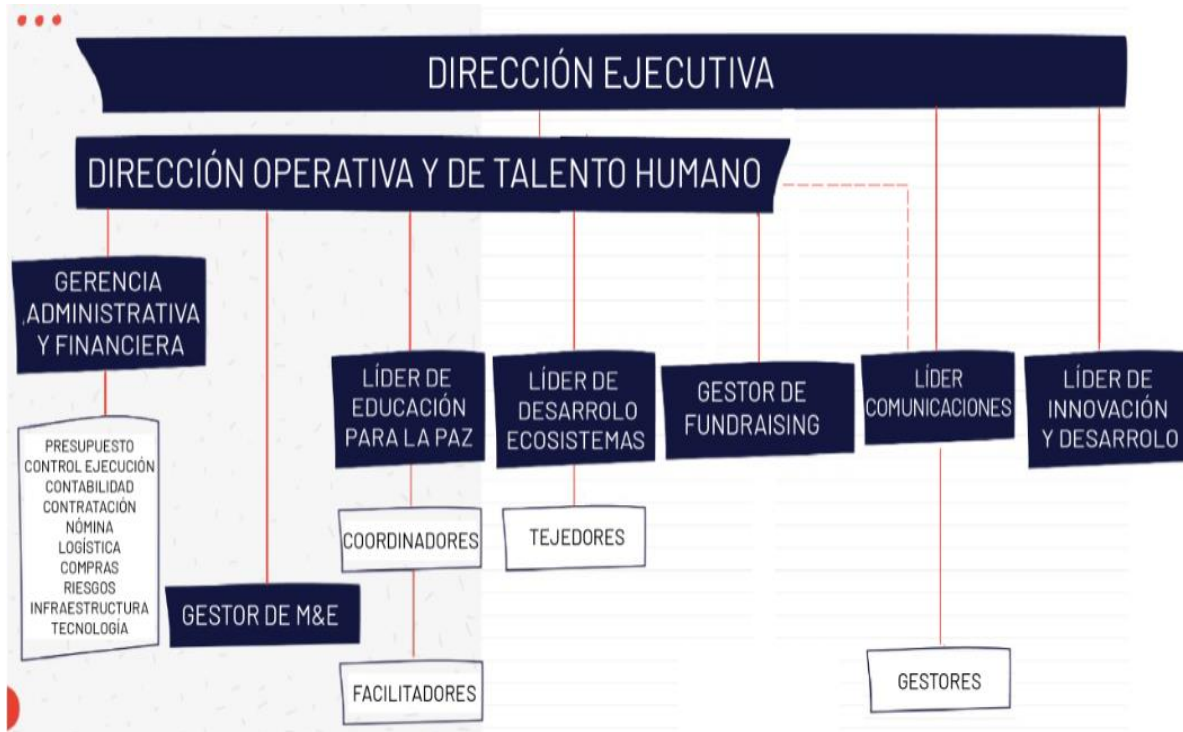 DIRECCIÓN EJECUTIVA
DIRECCIÓN OPERATIVA Y DE TALENTO HUMANO
GERENCIA
ADMINISTRATIVA
Y FINANCIERA
PRESUPUESTO
CONTROL EJECUCIÓN
CONTABILIDAD
CONTRATACIÓN
NÓMINA
LOGÍSTICA
COMPRAS
RIESGOS
INFRAESTRUCTURA
TECNOLOGÍA
GESTOR DE M&E
LÍDER DE
EDUCACIÓN
PARA LA PAZ
COORDINADORES
FACILITADORES
LÍDER DE
DESARROLO
ECOSISTEMAS
TEJEDORES
GESTOR DE
FUNDRAISING
LÍDER
COMUNICACIONES
GESTORES
LÍDER DE
INNOVACIÓN
Y DESARROLO